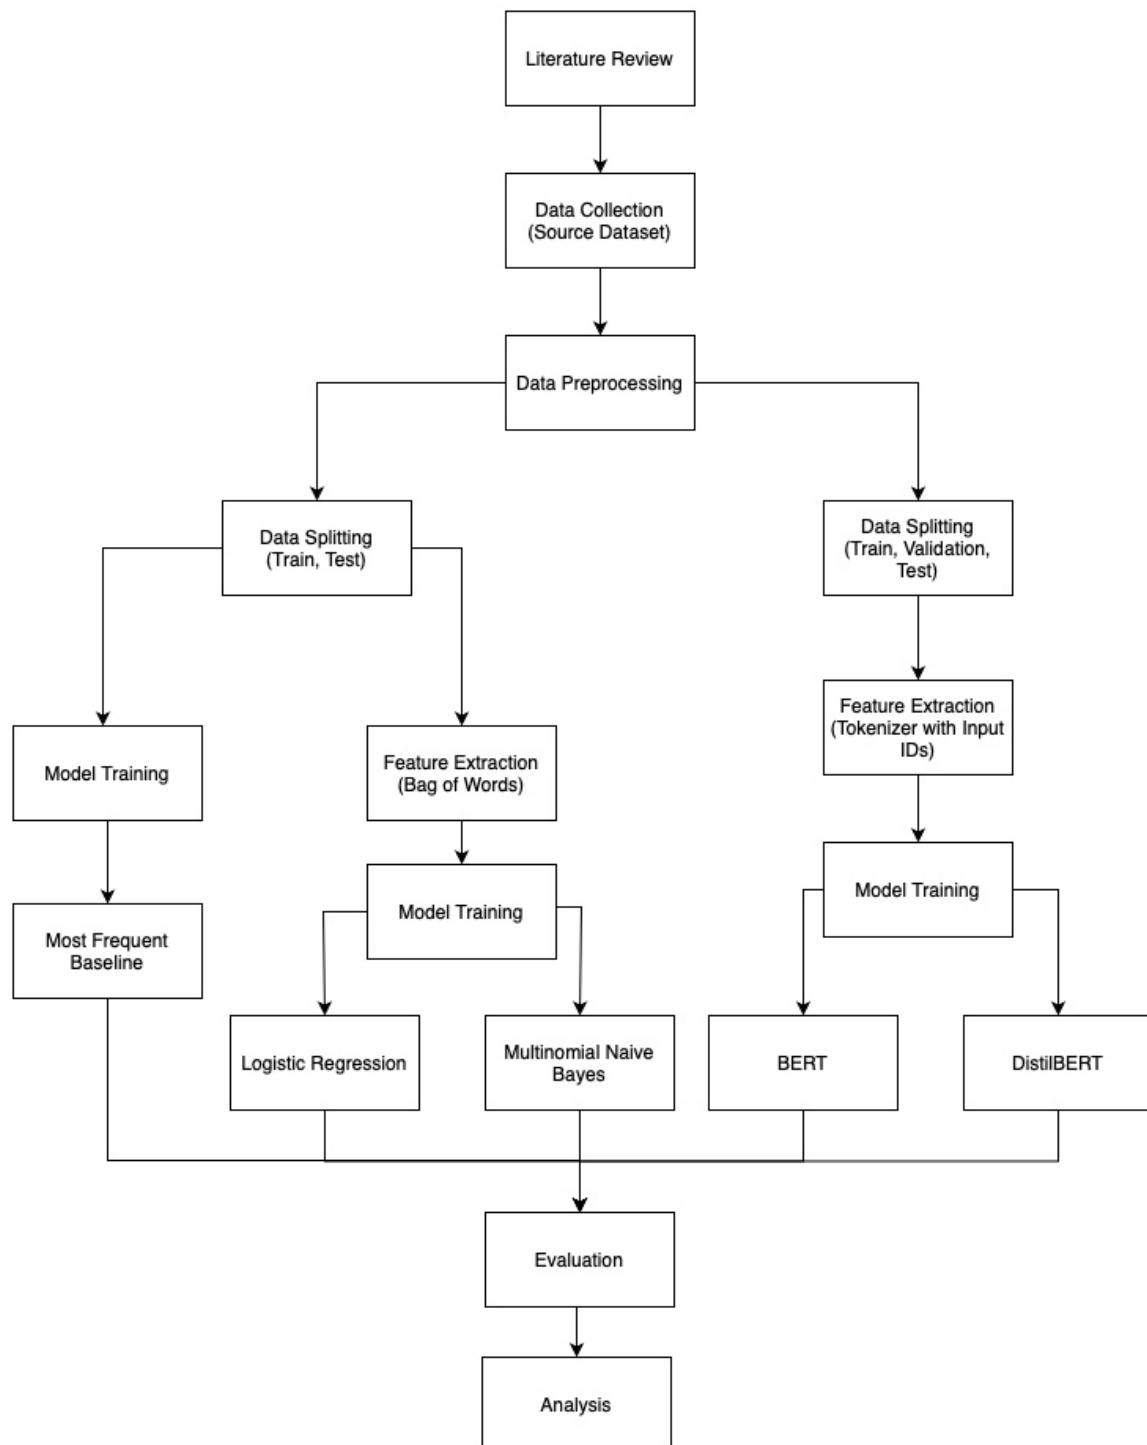 Literature Review
Data Collection
(Source Dataset)
Data Preprocessing
Data Splitting
(Train, Test)
Data Splitting
(Train, Validation,
Test)
Model Training
Feature Extraction
(Bag of Words)
Feature Extraction
(Tokenizer with Input
IDs)
Most Frequent
Baseline
Model Training
Model Training
Logistic Regression
Multinomial Naive
Bayes
BERT
DistilBERT
Evaluation
Analysis